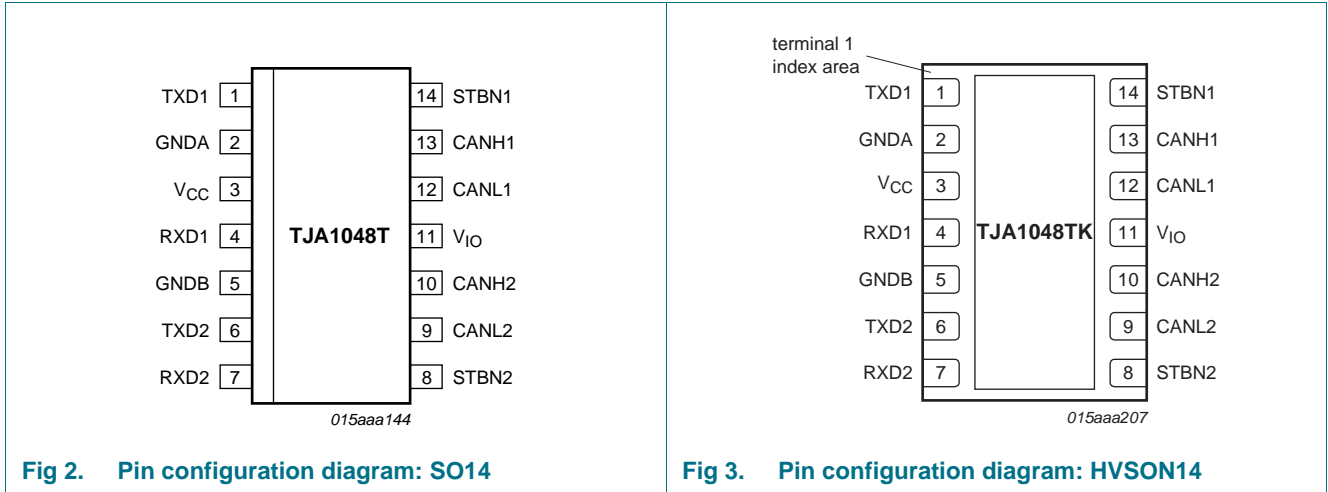 TXD1 1
GNDA 2
VCC 3
RXD1 4
GNDB 5
TXD2 6
RXD2 7
TJA1048T
14 STBN1
13 CANH1
12 CANL1
11 VIO
10 CANH2
9 CANL2
8 STBN2
015aaa144
Fig 2. Pin configuration diagram: SO14
terminal 1
index area
TXD1 1
GNDA 2
VCC 3
RXD1 4
GNDB 5
TXD2 6
RXD2 7
TJA1048TK
14 STBN1
13 CANH1
12 CANL1
11 VIO
10 CANH2
9 CANL2
8 STBN2
015aaa207
Fig 3. Pin configuration diagram: HVSON14